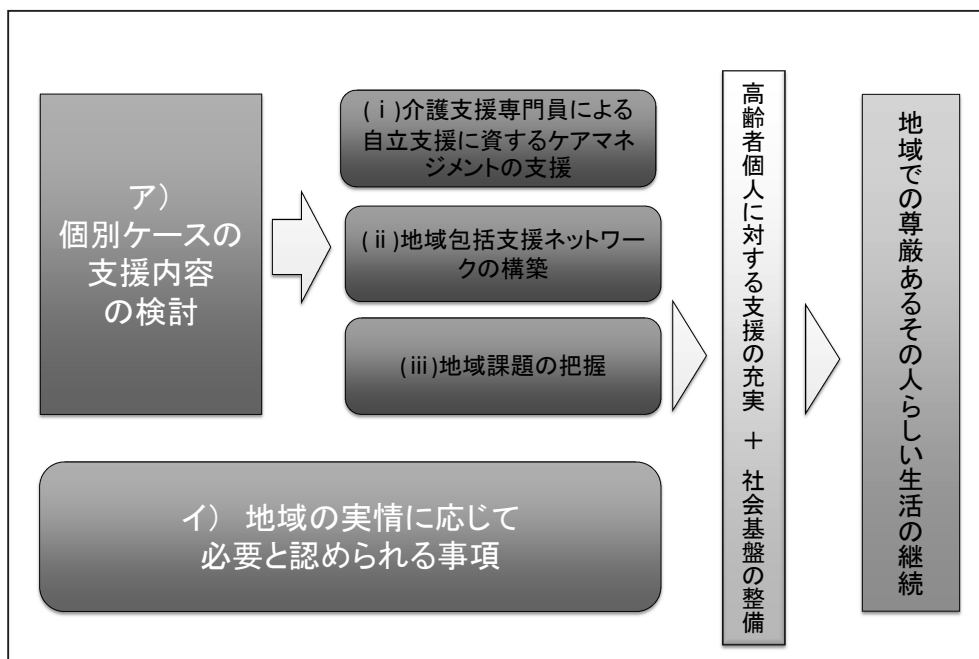 ア）
個別ケースの
支援内容
の検討
(ⅰ)介護支援専門員による
自立支援に資するケアマネ
ジメントの支援
(ⅱ)地域包括支援ネットワー
クの構築
(ⅲ)地域課題の把握
イ） 地域の実情に応じて
必要と認められる事項
高齢者個人に対する支援の充実 ＋ 社会基盤の整備
地域での尊厳あるその人らしい生活の継続